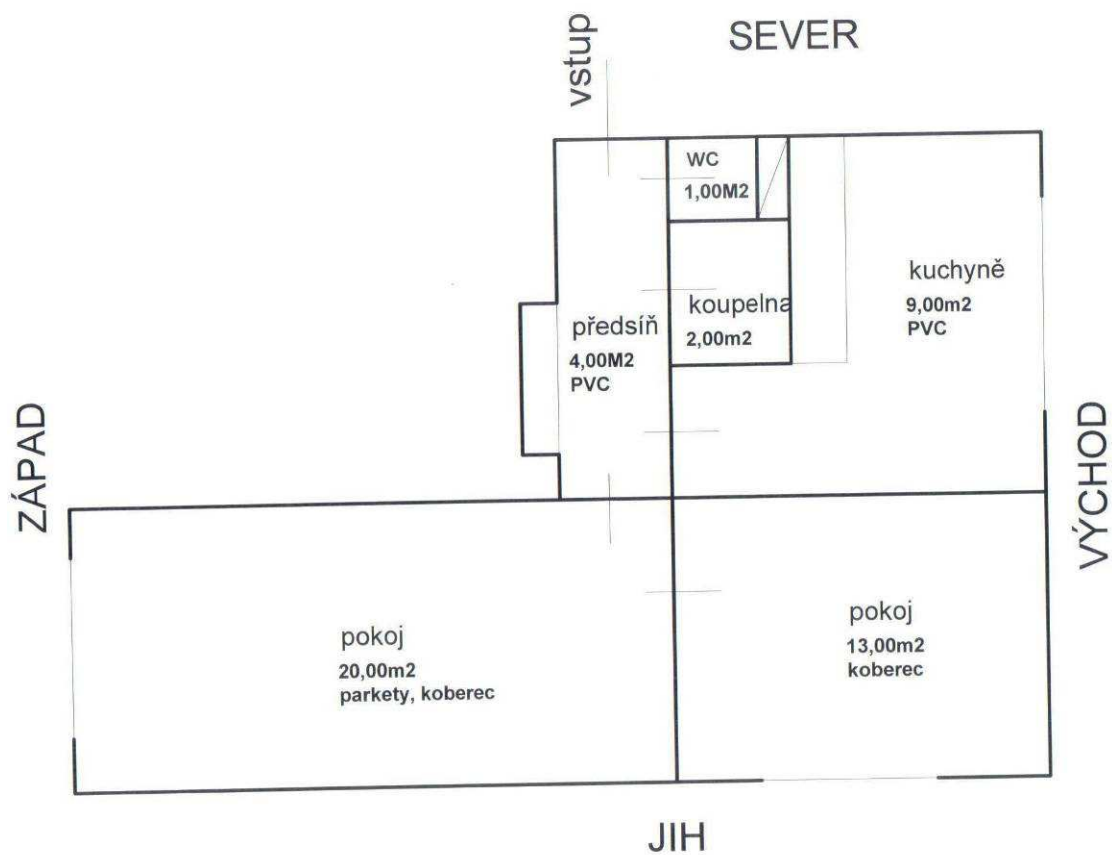 SEVER
vstup
WC
1,00M2
kuchyně
9,00m2
PVC
koupelna
2,00m2
předsíň
4,00M2
PVC
ZÁPAD
VÝCHOD
pokoj
20,00m2
parkety, koberec
pokoj
13,00m2
koberec
JIH